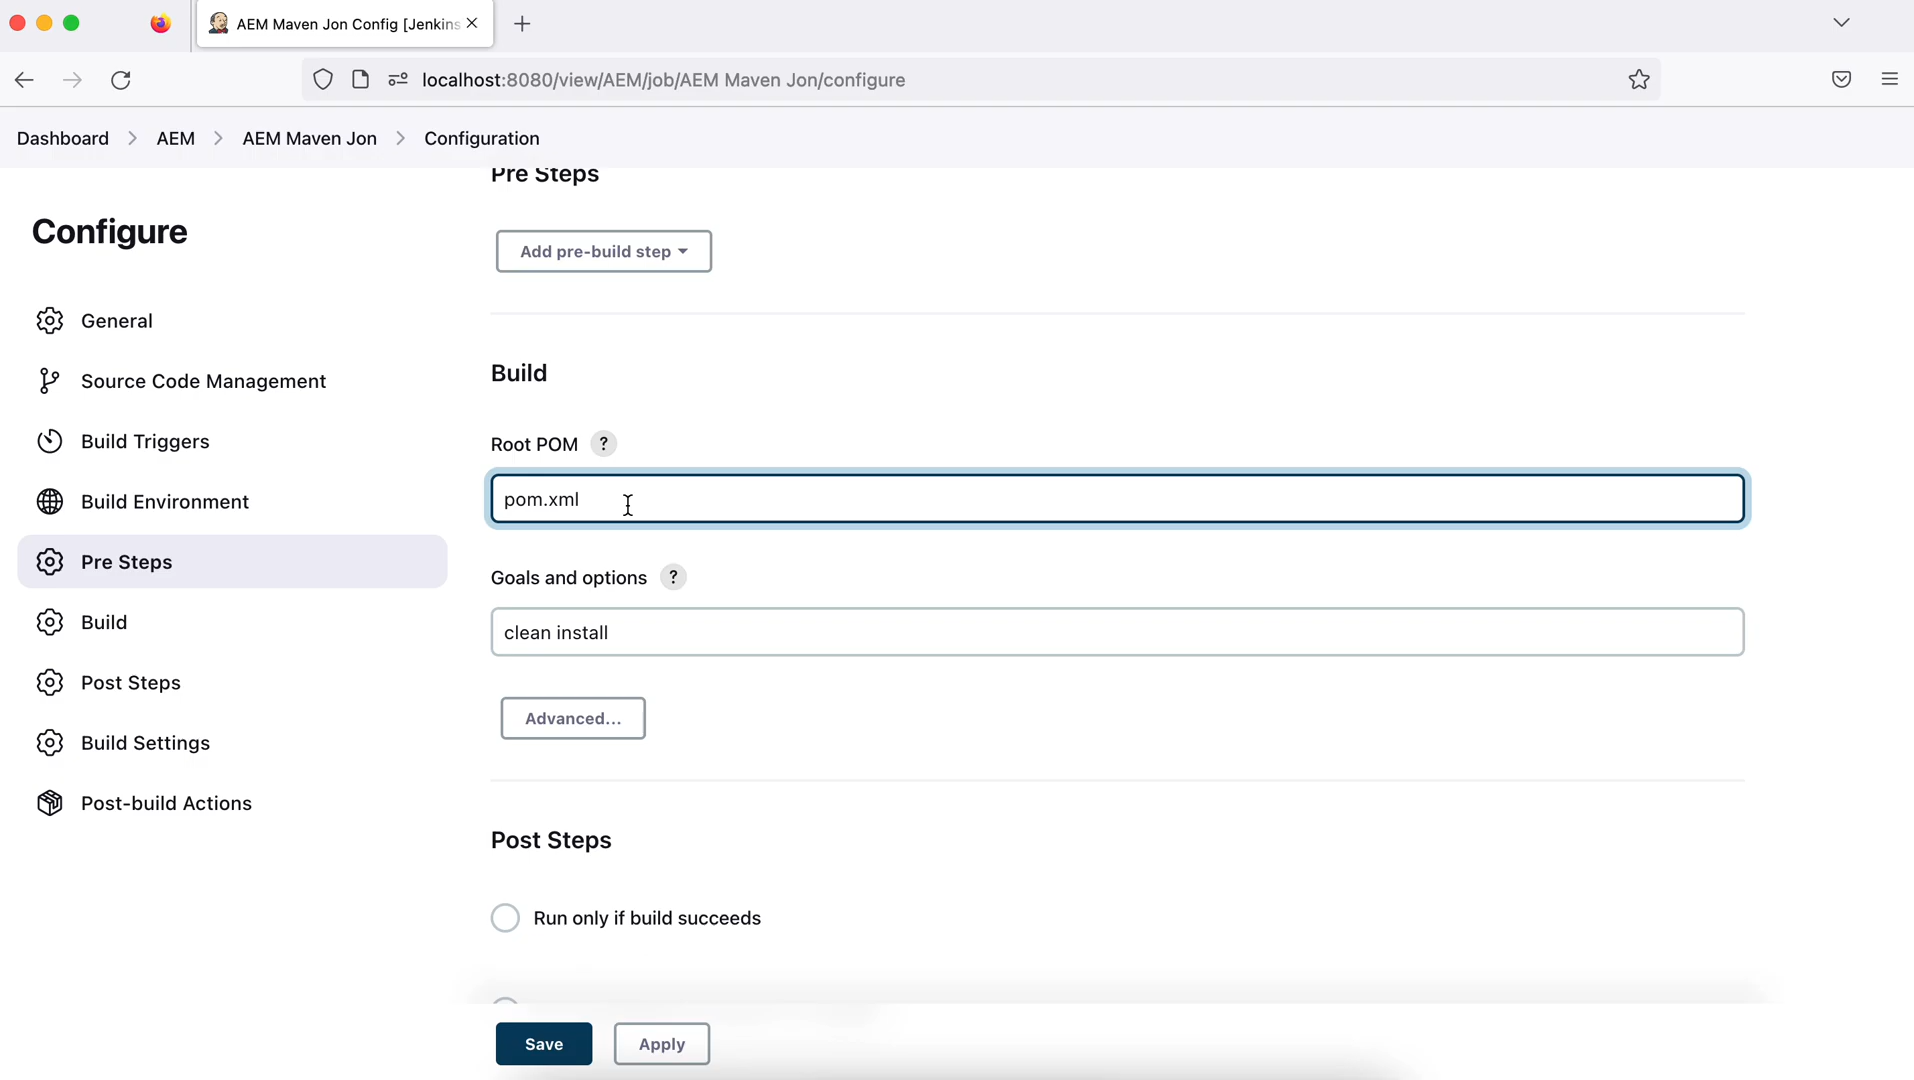 AEM Maven Jon Config [Jenkins
localhost:8080/view/AEM/job/AEM Maven Jon/configure
Dashboard AEM AEM Maven Jon Configuration
Configure
General
Source Code Management
Build Triggers
Build Environment
Pre Steps
Build
Post Steps
Build Settings
Post-build Actions
Pre Steps
Add pre-build step
Build
Root POM ?
pom.xml
Goals and options ?
clean install
Advanced...
Post Steps
Run only if build succeeds
Save Apply